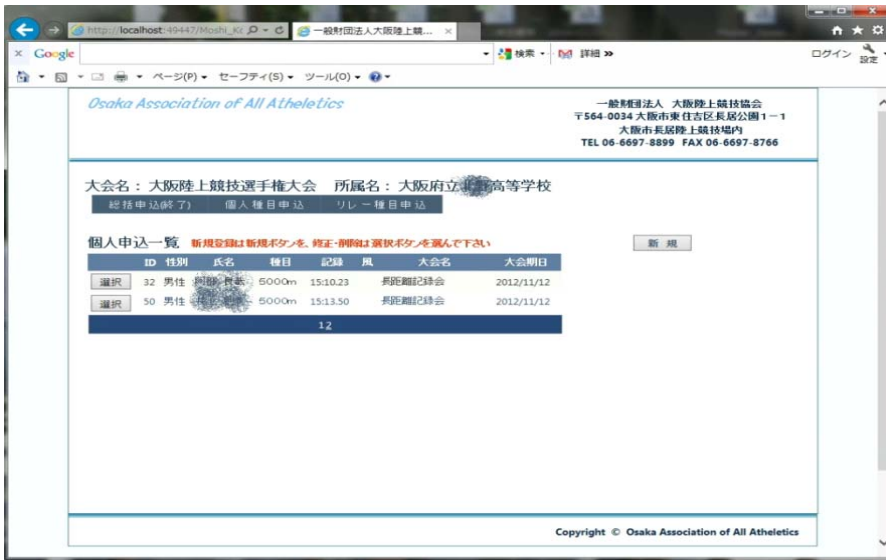 http://localhost:49447/Moshi_K
一般財団法人大阪陸上競... ×
× Google
検索
詳細 »
ログイン
設定
ページ(P) セーフティ(S) ツール(O)
Osaka Association of All Atheletics
一般財団法人 大阪陸上競技協会
〒564-0034 大阪市東住吉区長居公園1-1
大阪市長居陸上競技場内
TEL 06-6697-8899 FAX 06-6697-8766
大会名：大阪陸上競技選手権大会 所属名：大阪府立 高等学校
総括申込(終了) 個人種目申込 リレー種目申込
個人申込一覧 新規登録は新規ボタンを、修正・削除は選択ボタンを選んで下さい
新規
ID 性別 氏名 種目 記録 風 大会名 大会期日
選択 32 男性 5000m 15:10.23 長距離記録会 2012/11/12
選択 50 男性 5000m 15:13.50 長距離記録会 2012/11/12
1 2
Copyright © Osaka Association of All Atheletics